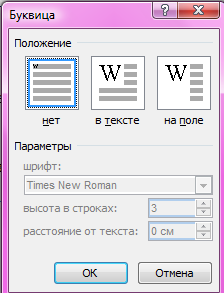 Буквица
Положение
W W W
нет в тексте на поле
Параметры
шрифт:
Times New Roman
высота в строках: 3
расстояние от текста: 0 см
ОК Отмена